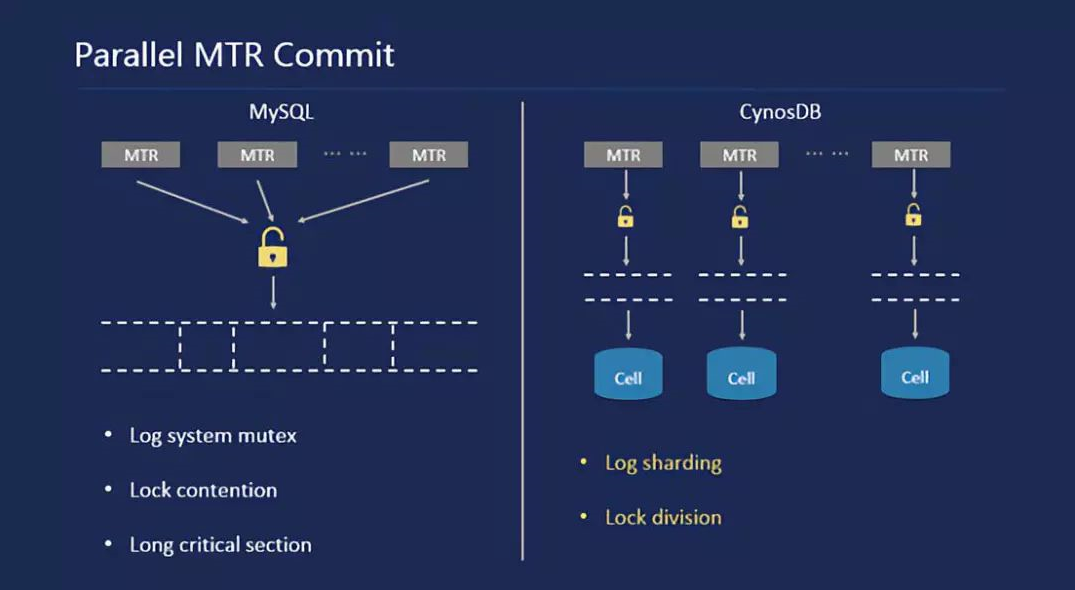 Parallel MTR Commit
MySQL
MTR MTR ... ... MTR
• Log system mutex
• Lock contention
• Long critical section
CynosDB
MTR MTR ... ... MTR
Cell Cell Cell
• Log sharding
• Lock division